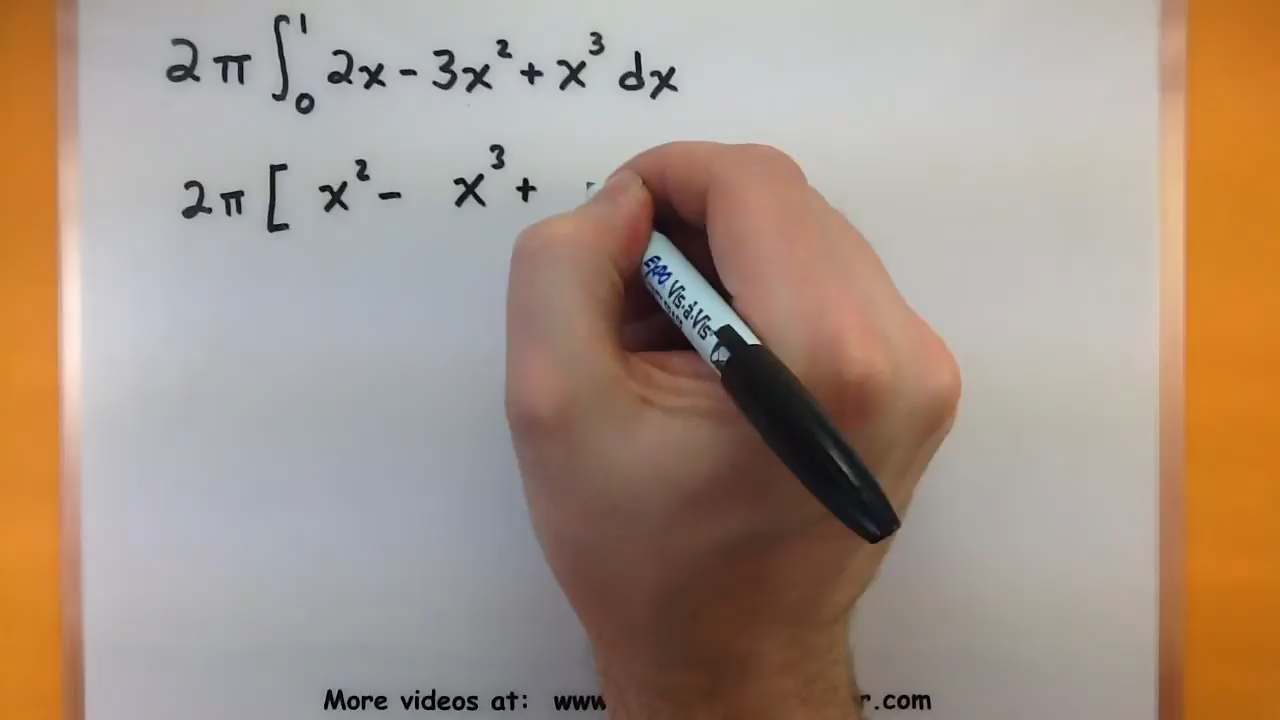 2π ∫₀¹ 2x - 3x² + x³ dx
2π [ x² - x³ +
Expo Vis-à-Vis
More videos at: www r.com